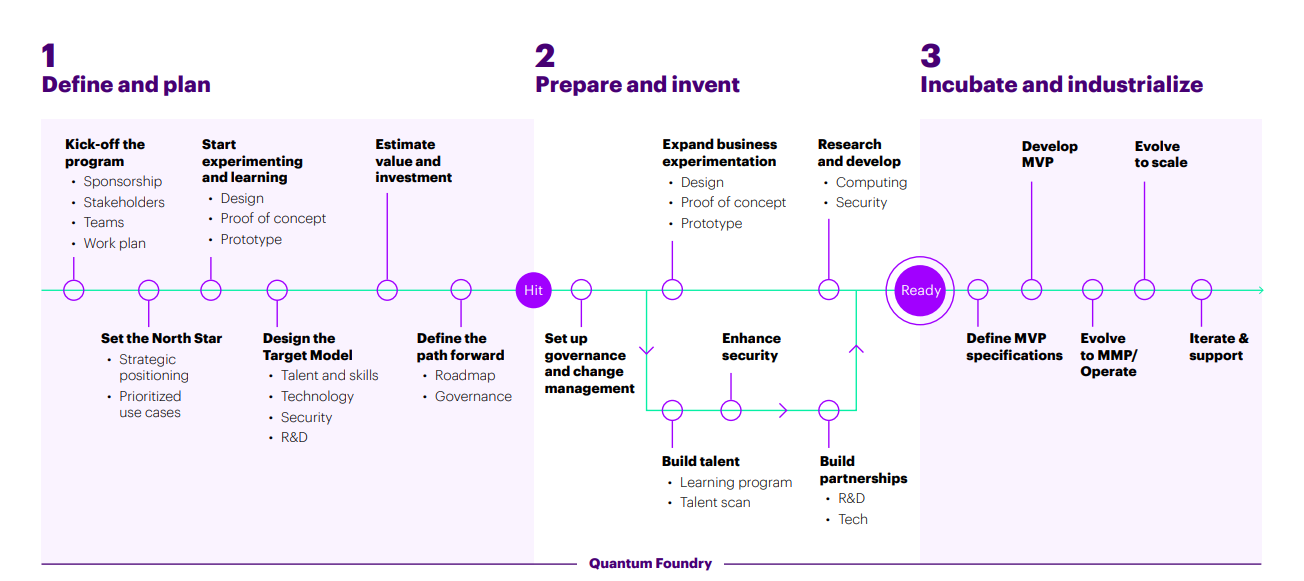 1
Define and plan
2
Prepare and invent
3
Incubate and industrialize
Kick-off the
program
• Sponsorship
• Stakeholders
• Teams
• Work plan
Start
experimenting
and learning
• Design
• Proof of concept
• Prototype
Estimate
value and
investment
Expand business
experimentation
• Design
• Proof of concept
• Prototype
Research
and develop
• Computing
• Security
Develop
MVP
Evolve
to scale
Hit
Ready
Set the North Star
• Strategic
positioning
• Prioritized
use cases
Design the
Target Model
• Talent and skills
• Technology
• Security
• R&D
Define the
path forward
• Roadmap
• Governance
Set up
governance
and change
management
Enhance
security
Build talent
• Learning program
• Talent scan
Build
partnerships
• R&D
• Tech
Define MVP
specifications
Evolve
to MMP/
Operate
Iterate &
support
Quantum Foundry